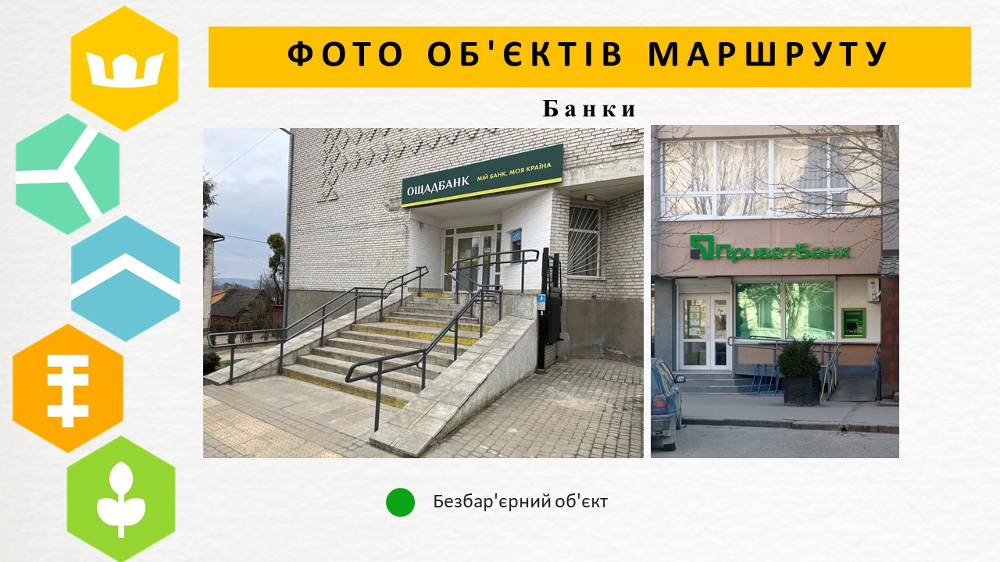 ФОТО ОБ'ЄКТІВ МАРШРУТУ
Банки
ОЩАДБАНК МІЙ БАНК. МОЯ КРАЇНА
ПриватБанк
Безбар'єрний об'єкт